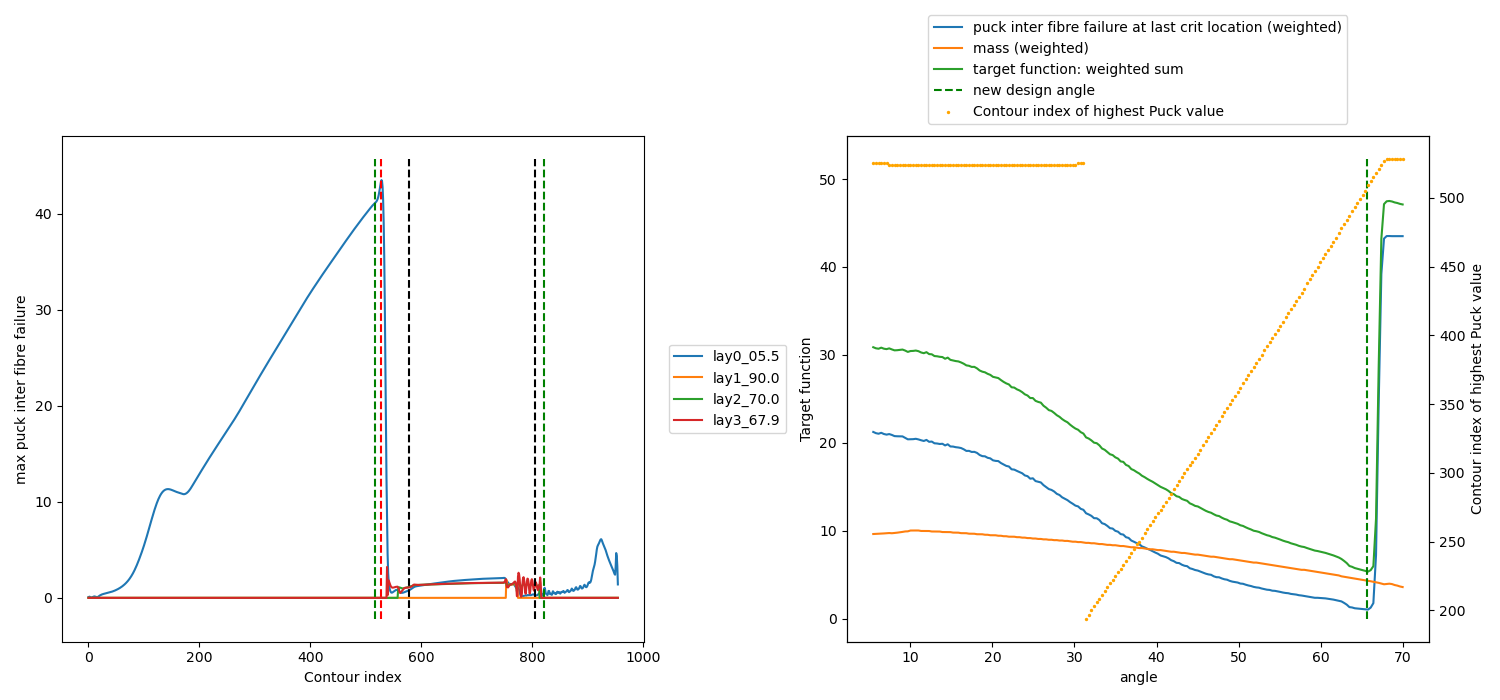 puck inter fibre failure at last crit location (weighted)
mass (weighted)
target function: weighted sum
new design angle
Contour index of highest Puck value
max puck inter fibre failure
40
30
20
10
0
0
200
400
600
800
1000
Contour index
lay0_05.5
lay1_90.0
lay2_70.0
lay3_67.9
Target function
50
40
30
20
10
0
10
20
30
40
50
60
70
angle
500
450
400
350
300
250
200
Contour index of highest Puck value